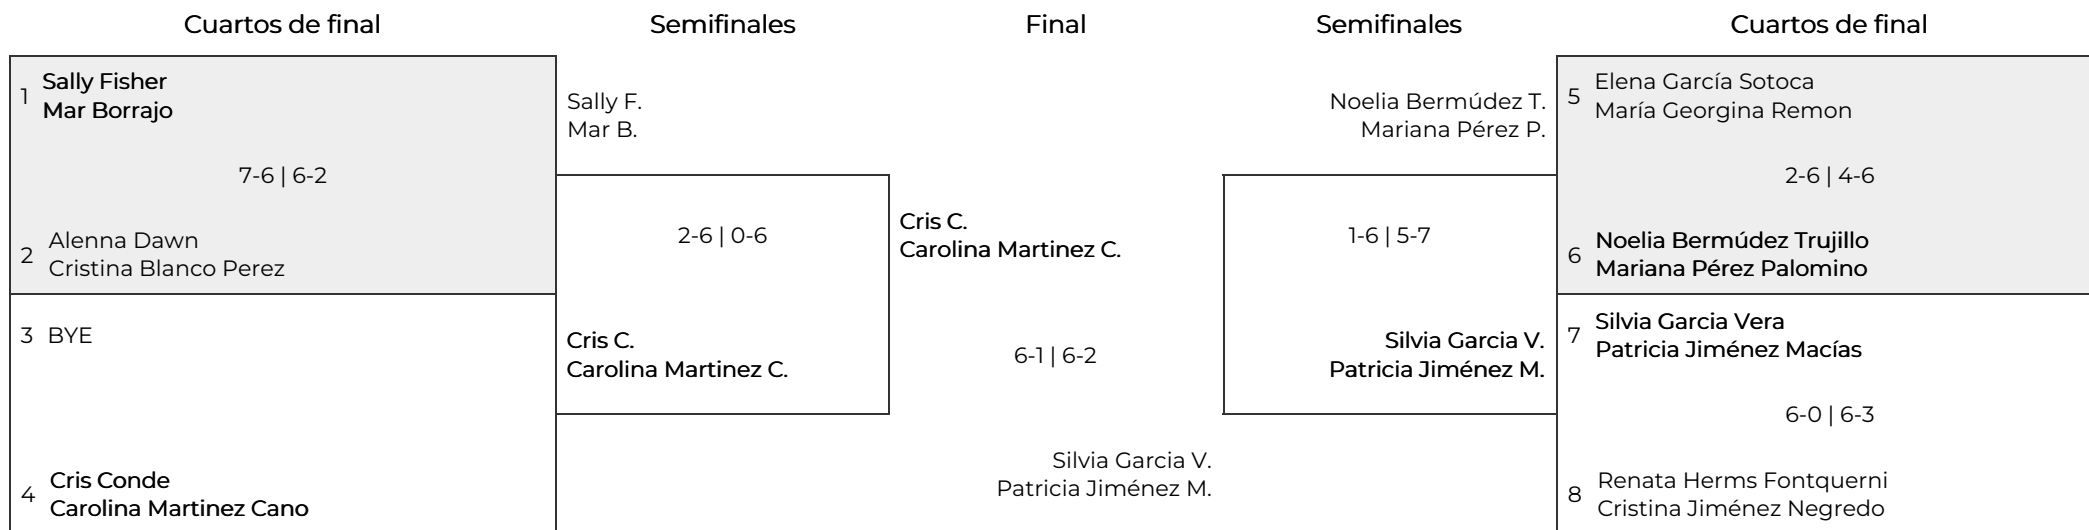 Cuartos de final
Semifinales
Final
Semifinales
Cuartos de final
1
Sally Fisher
Mar Borrajo
7-6 | 6-2
2
Alenna Dawn
Cristina Blanco Perez
3 BYE
4
Cris Conde
Carolina Martinez Cano
Sally F.
Mar B.
2-6 | 0-6
Cris C.
Carolina Martinez C.
Cris C.
Carolina Martinez C.
6-1 | 6-2
Silvia Garcia V.
Patricia Jiménez M.
Noelia Bermúdez T.
Mariana Pérez P.
1-6 | 5-7
Silvia Garcia V.
Patricia Jiménez M.
5
Elena García Sotoca
María Georgina Remon
2-6 | 4-6
6
Noelia Bermúdez Trujillo
Mariana Pérez Palomino
7
Silvia Garcia Vera
Patricia Jiménez Macías
6-0 | 6-3
8
Renata Herms Fontquerni
Cristina Jiménez Negredo